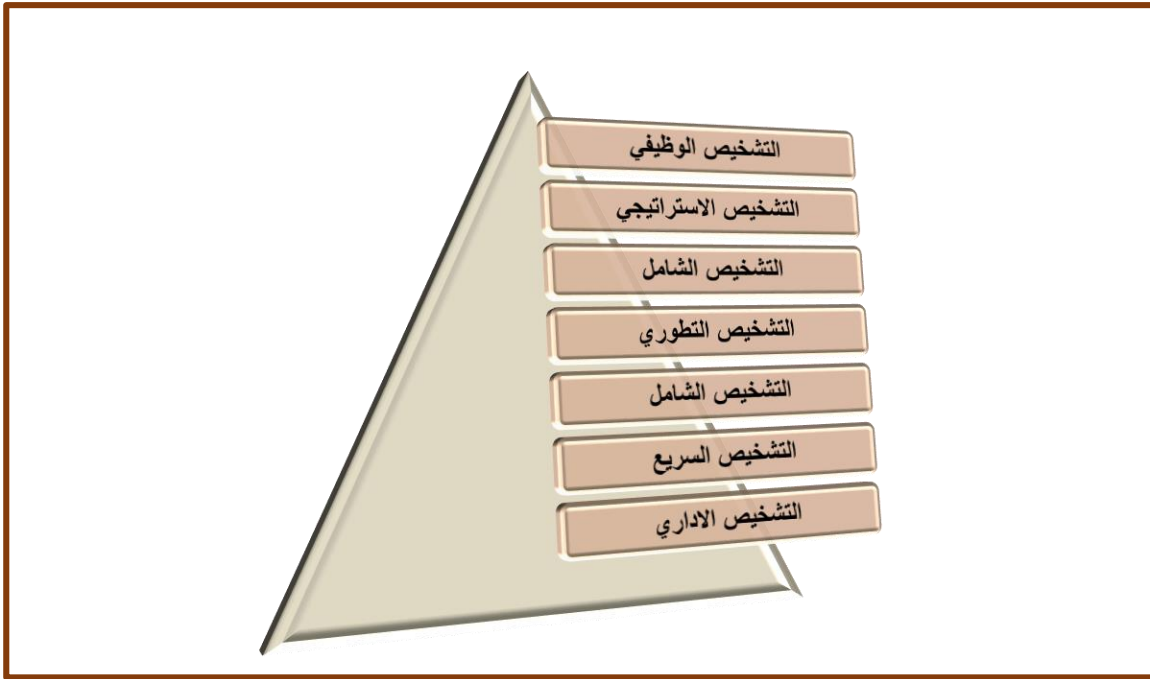 التشخيص الوظيفي
التشخيص الاستراتيجي
التشخيص الشامل
التشخيص التطوري
التشخيص الشامل
التشخيص السريع
التشخيص الاداري